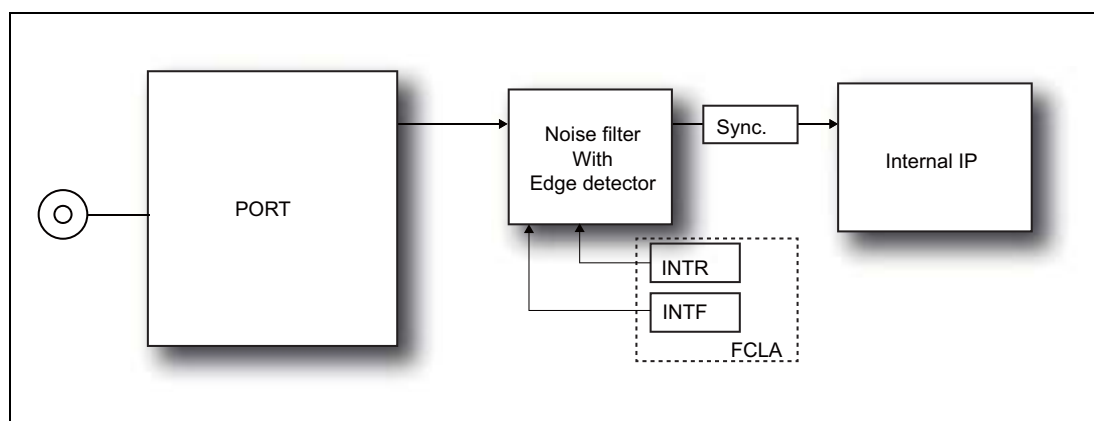 PORT
Noise filter
With
Edge detector
Sync.
Internal IP
INTR
INTF
FCLA